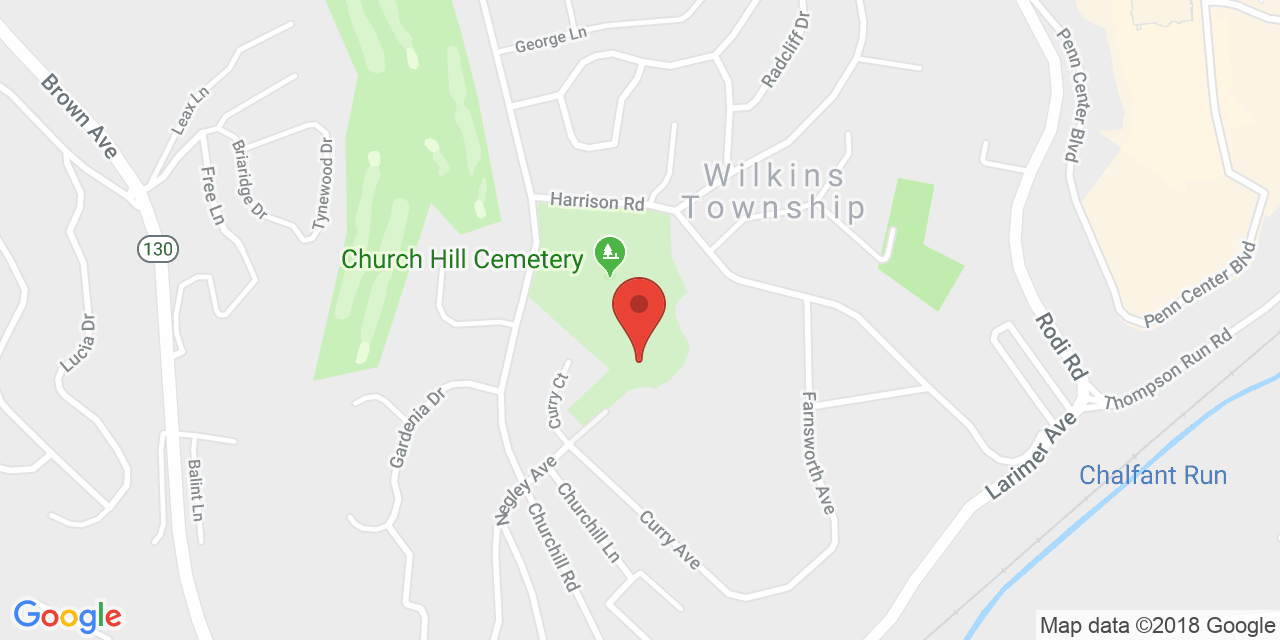 George Ln
Radcliff Dr
Penn Center Blvd
Brown Ave
Leax Ln
Tynewood Dr
Briaridge Dr
Free Ln
Wilkins
Township
Harrison Rd
130
Church Hill Cemetery
Penn Center Blvd
Lucia Dr
Rodi Rd
Thompson Run Rd
Curry Ct
Gardenia Dr
Farnsworth Ave
Larimer Ave
Balint Ln
Negley Ave
Chalfant Run
Churchill Rd
Churchill Ln
Curry Ave
Google
Map data ©2018 Google